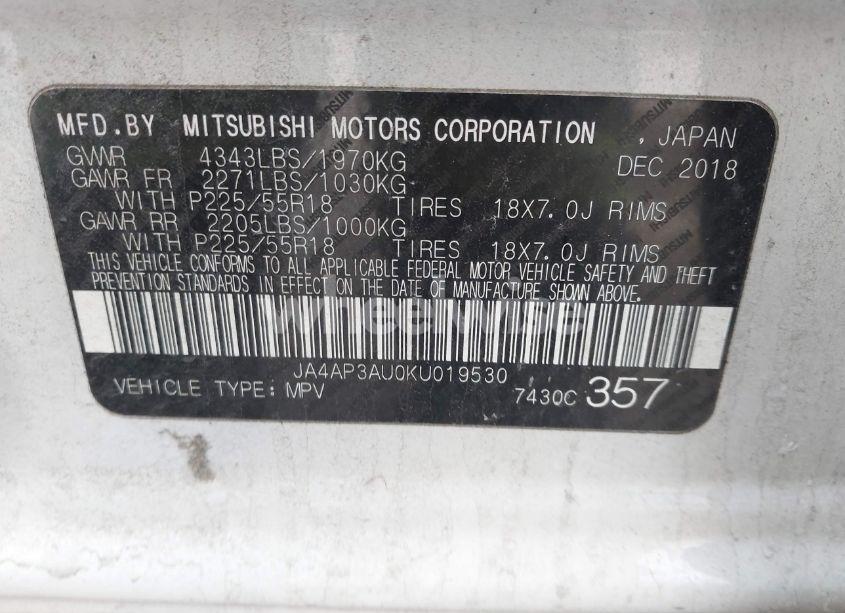 MFD.BY MITSUBISHI MOTORS CORPORATION , JAPAN
GVWR 4343LBS/1970KG DEC 2018
GAWR FR 2271LBS/1030KG
WITH P225/55R18 TIRES 18X7.0J RIMS
GAWR RR 2205LBS/1000KG
WITH P225/55R18 TIRES 18X7.0J RIMS
THIS VEHICLE CONFORMS TO ALL APPLICABLE FEDERAL MOTOR VEHICLE SAFETY AND THEFT
PREVENTION STANDARDS IN EFFECT ON THE DATE OF MANUFACTURE SHOWN ABOVE.
wheelwise
JA4AP3AU0KU019530
VEHICLE TYPE: MPV 7430C 357